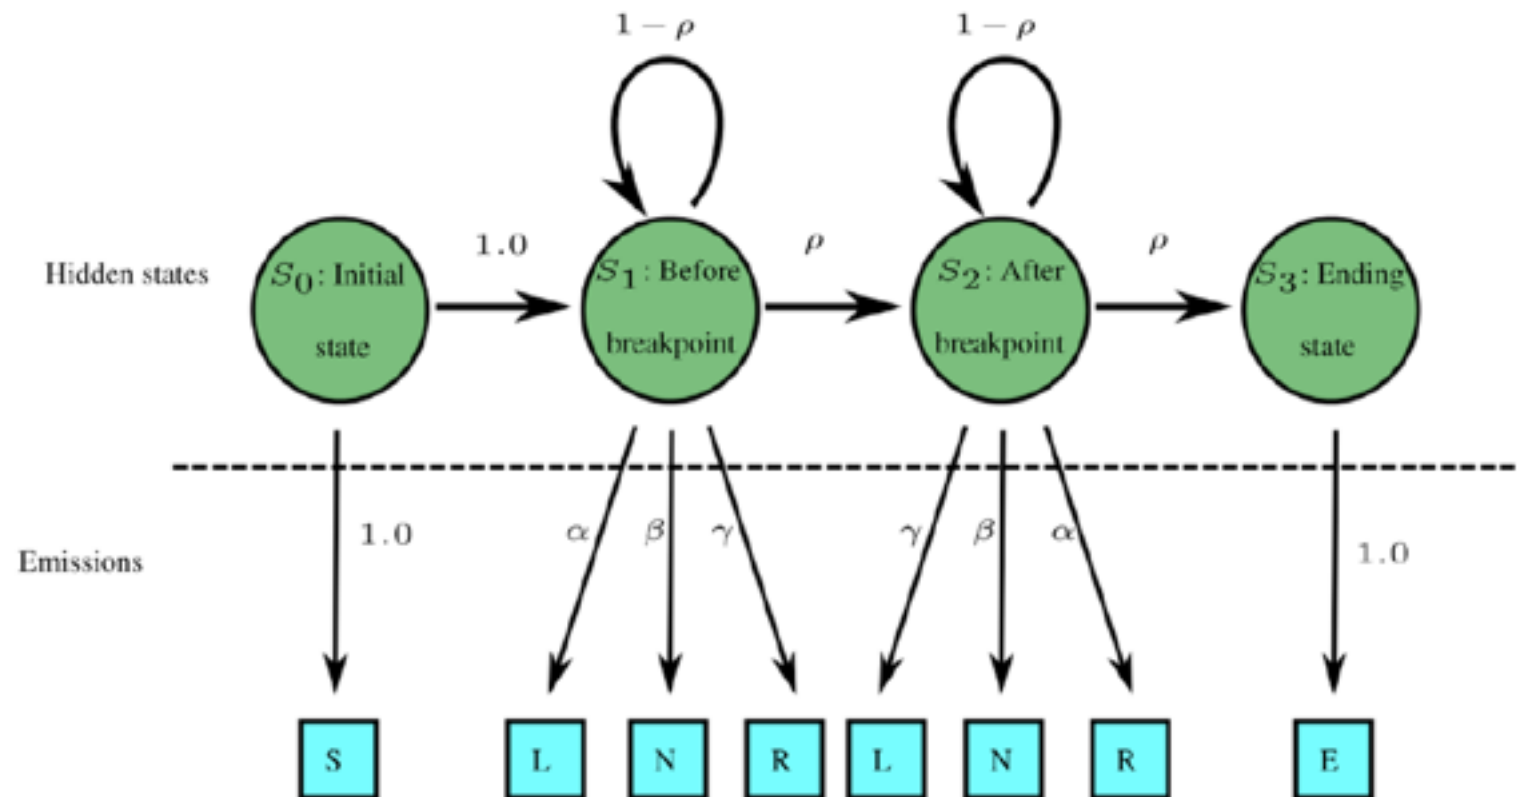 1 − ρ 1 − ρ
1.0 ρ ρ
Hidden states S₀: Initial state S₁: Before breakpoint S₂: After breakpoint S₃: Ending state
1.0 α β γ γ β α 1.0
Emissions
S L N R L N R E